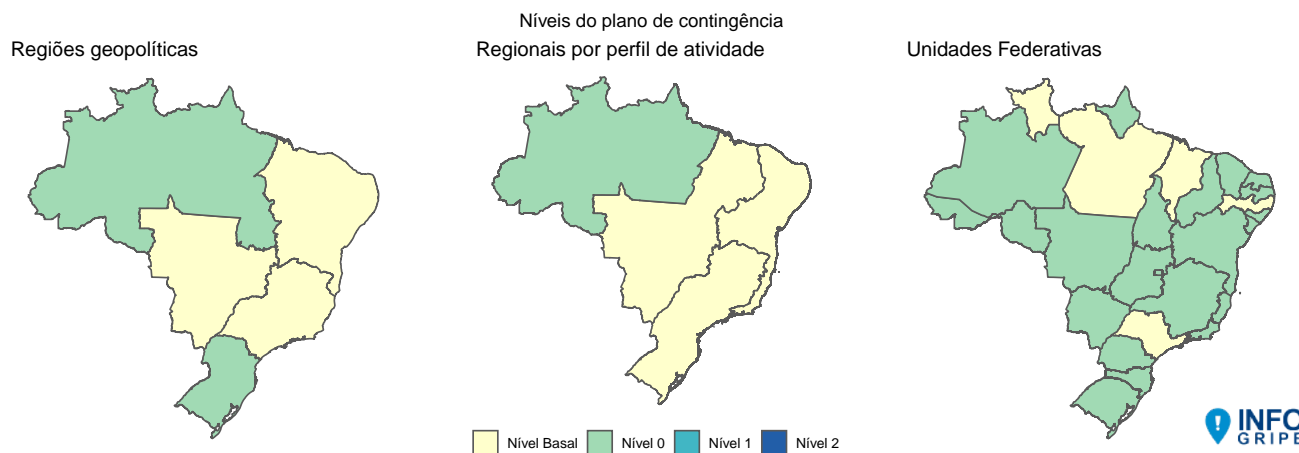 Níveis do plano de contingência
Regiões geopolíticas
Regionais por perfil de atividade
Unidades Federativas
Nível Basal
Nível 0
Nível 1
Nível 2
INFO
GRIPE